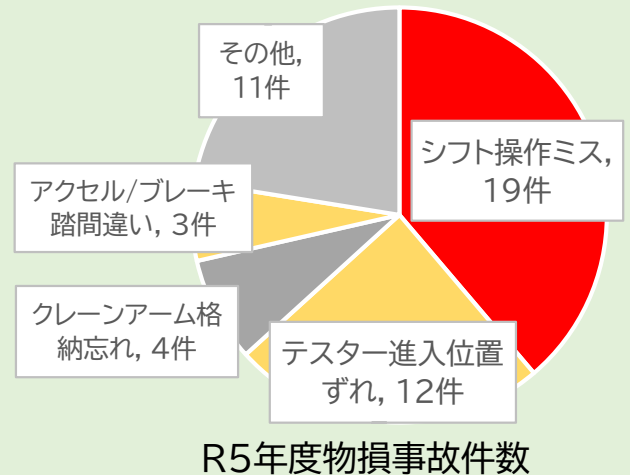 その他,
11件
シフト操作ミス,
19件
アクセル/ブレーキ
踏間違い, 3件
クレーンアーム格
納忘れ, 4件
テスター進入位置
ずれ, 12件
R5年度物損事故件数